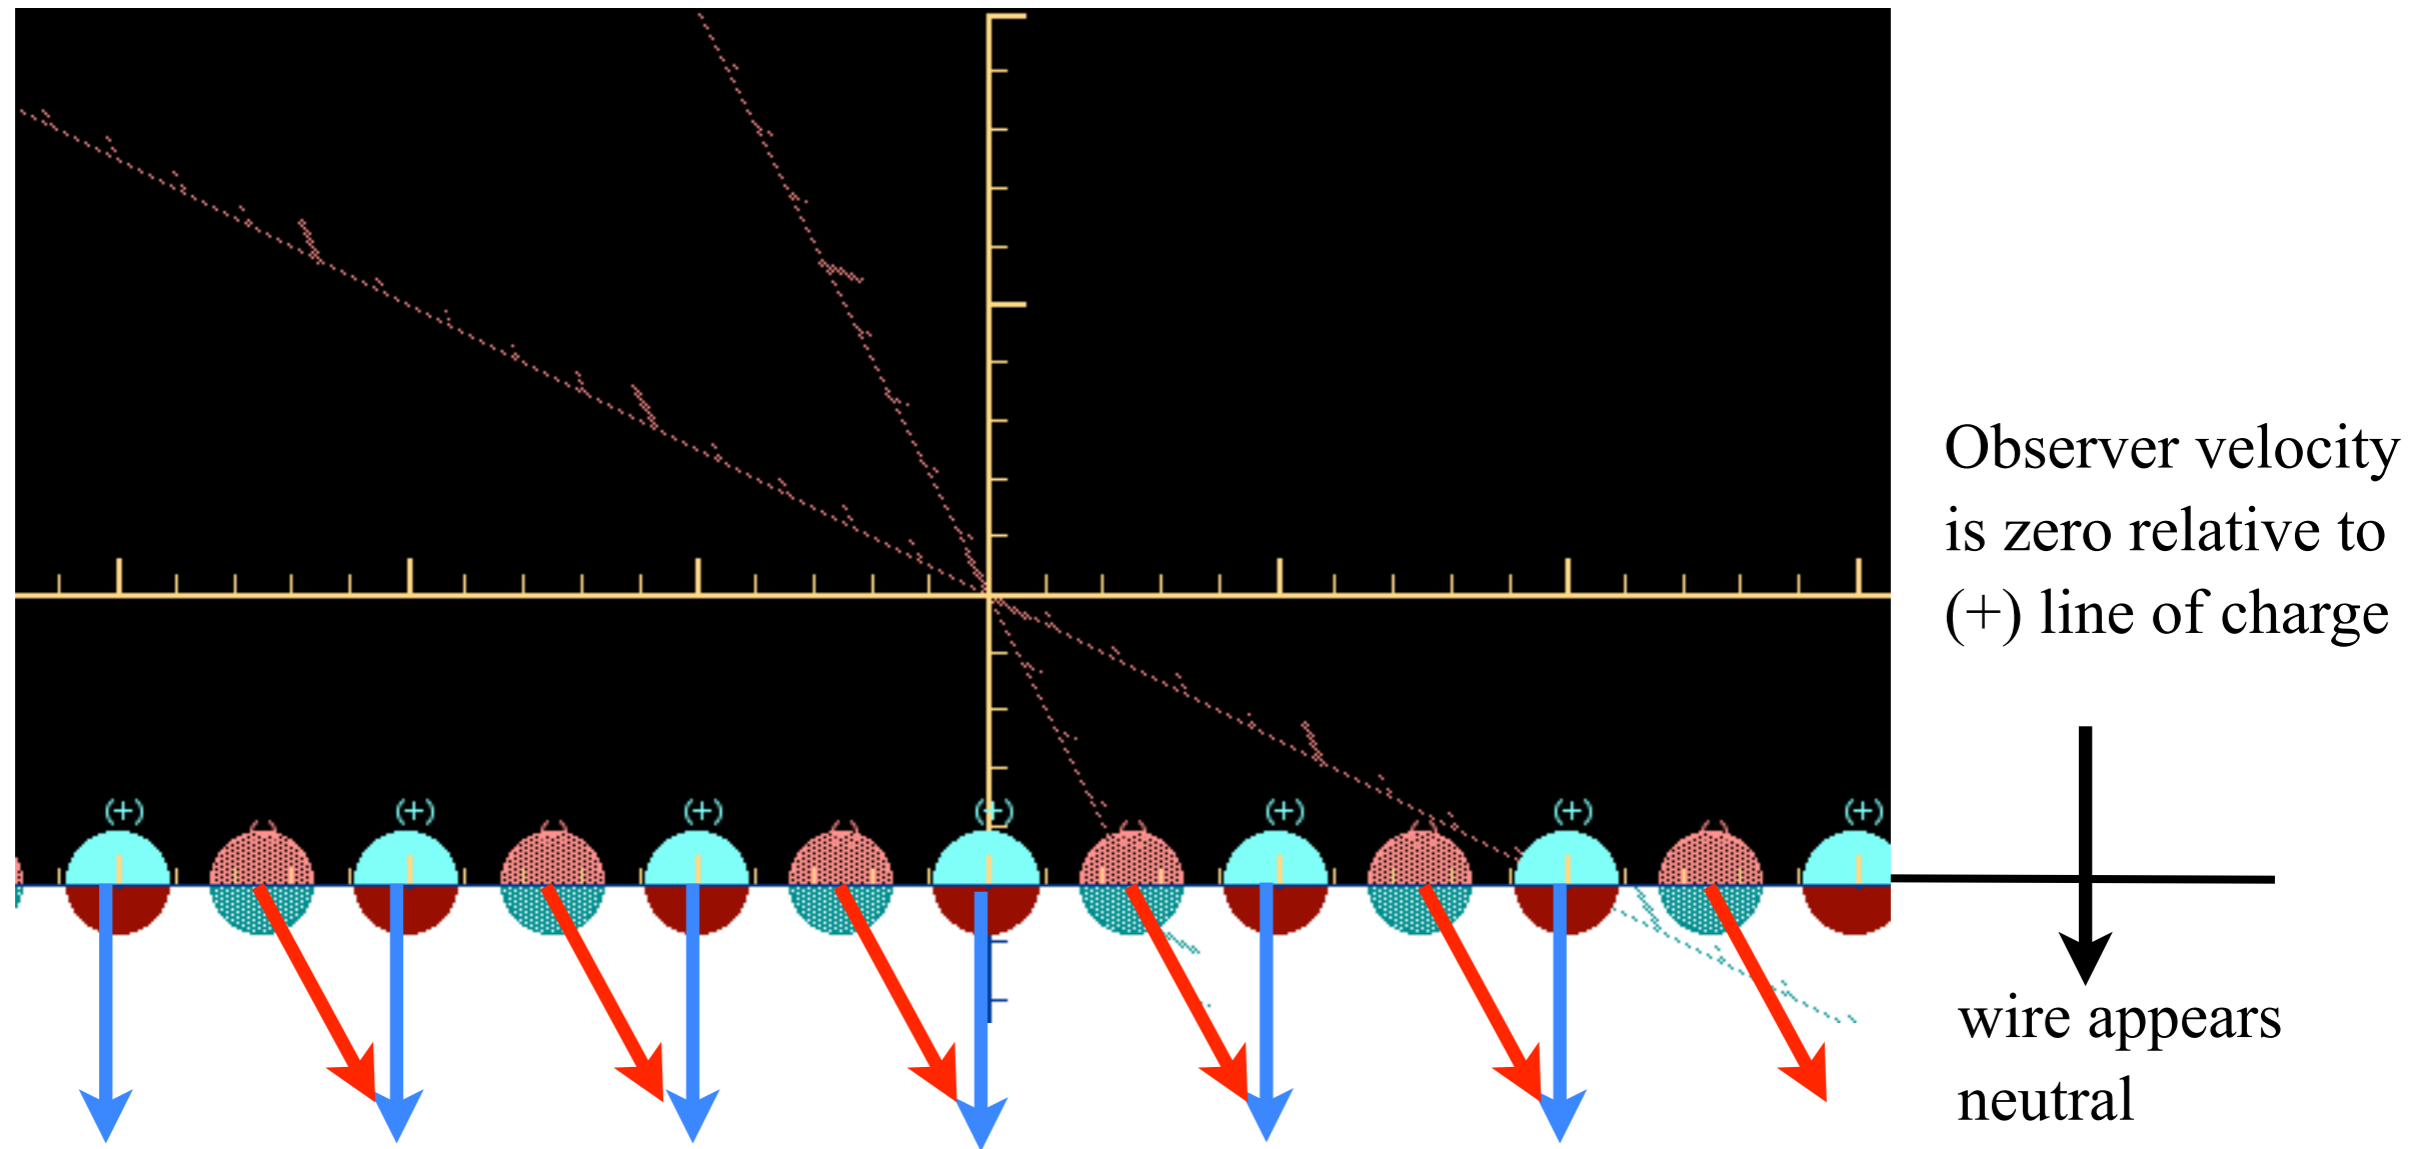 Observer velocity
is zero relative to
(+) line of charge
(+) (+) (+) (+) (+) (+) (+)
wire appears
neutral